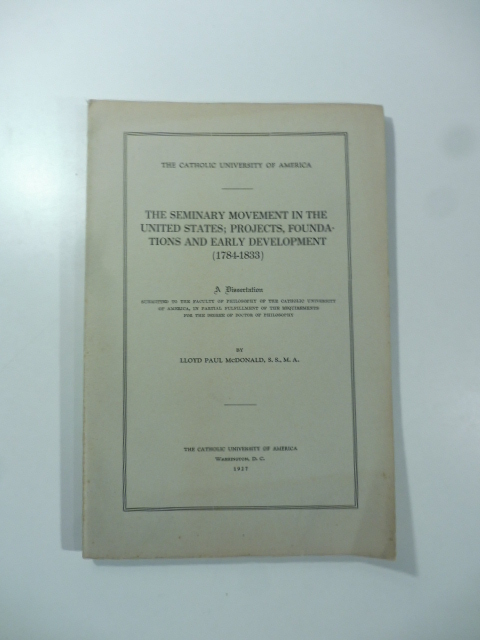 THE CATHOLIC UNIVERSITY OF AMERICA
THE SEMINARY MOVEMENT IN THE
UNITED STATES; PROJECTS, FOUNDA-
TIONS AND EARLY DEVELOPMENT
(1784-1833)
A Dissertation
SUBMITTED TO THE FACULTY OF PHILOSOPHY OF THE CATHOLIC UNIVERSITY
OF AMERICA, IN PARTIAL FULFILLMENT OF THE REQUIREMENTS
FOR THE DEGREE OF DOCTOR OF PHILOSOPHY
BY
LLOYD PAUL McDONALD, S. S., M. A.
THE CATHOLIC UNIVERSITY OF AMERICA
WASHINGTON, D. C.
1927